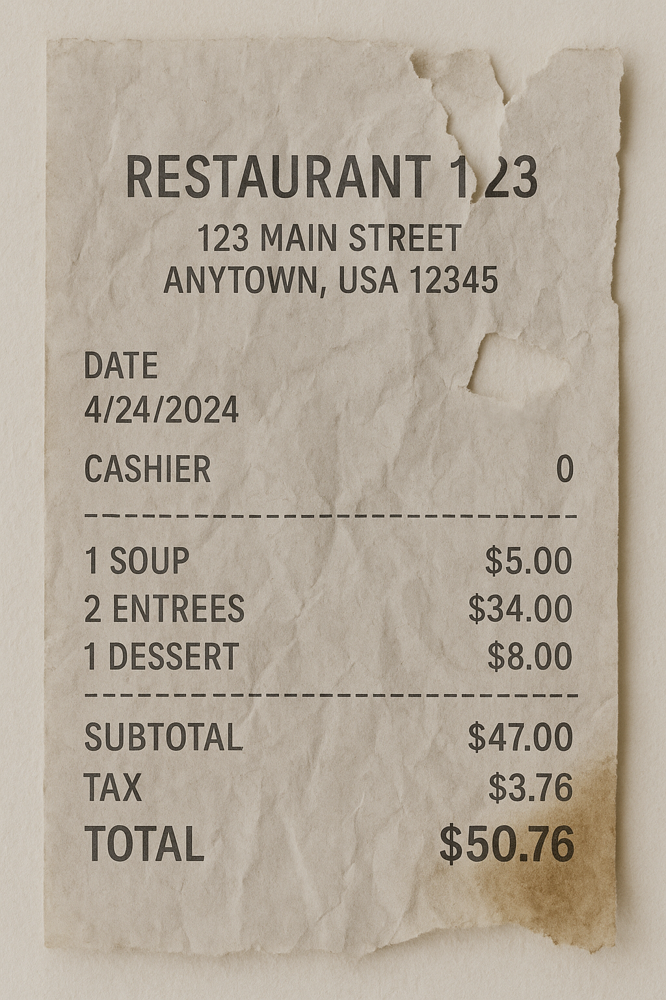 RESTAURANT 123
123 MAIN STREET
ANYTOWN, USA 12345
DATE
4/24/2024
CASHIER 0
--------------------------------
1 SOUP $5.00
2 ENTREES $34.00
1 DESSERT $8.00
--------------------------------
SUBTOTAL $47.00
TAX $3.76
TOTAL $50.76